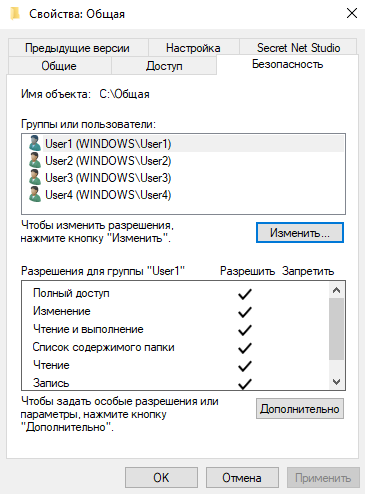 Свойства: Общая
Предыдущие версии Настройка Secret Net Studio
Общие Доступ Безопасность
Имя объекта: C:\Общая
Группы или пользователи:
User1 (WINDOWS\User1)
User2 (WINDOWS\User2)
User3 (WINDOWS\User3)
User4 (WINDOWS\User4)
Чтобы изменить разрешения,
нажмите кнопку "Изменить".
Изменить...
Разрешения для группы "User1" Разрешить Запретить
Полный доступ
Изменение
Чтение и выполнение
Список содержимого папки
Чтение
Запись
Чтобы задать особые разрешения или
параметры, нажмите кнопку
"Дополнительно".
Дополнительно
OK Отмена Применить